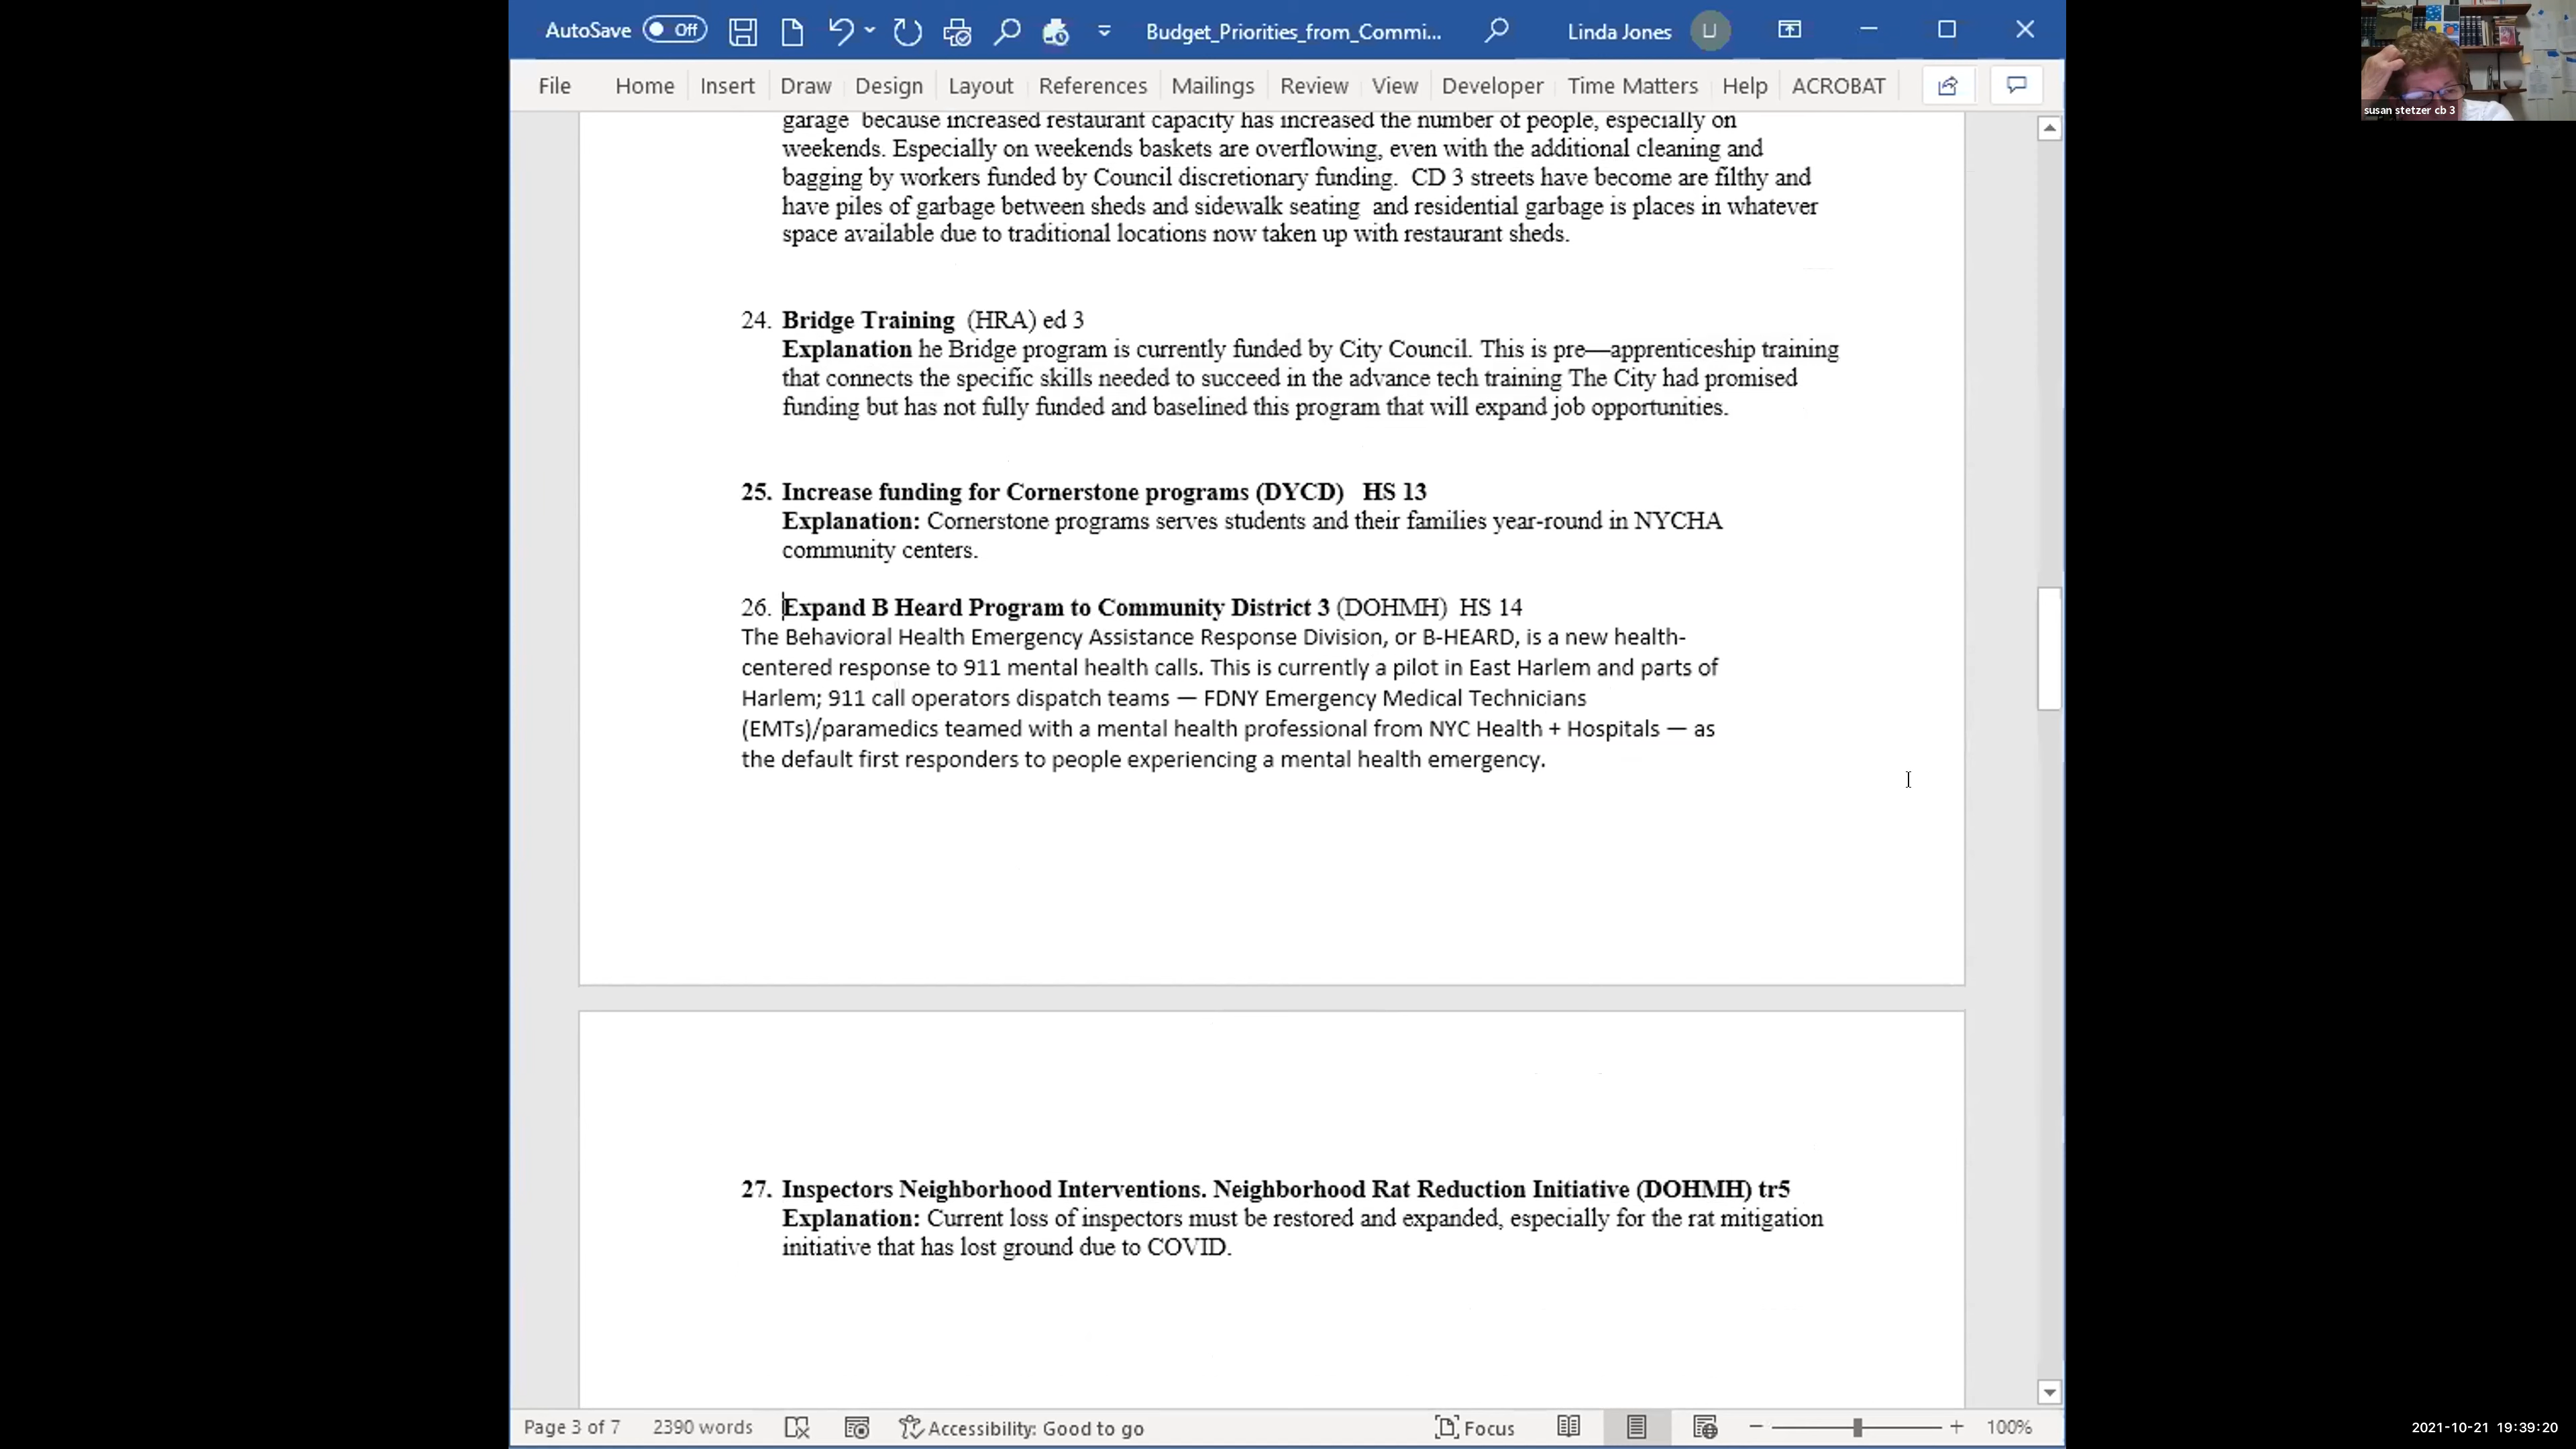 AutoSave Off Budget_Priorities_from_Commi... Linda Jones LJ
File Home Insert Draw Design Layout References Mailings Review View Developer Time Matters Help ACROBAT
susan stetzer cb 3
garage  because increased restaurant capacity has increased the number of people, especially on
weekends. Especially on weekends baskets are overflowing, even with the additional cleaning and
bagging by workers funded by Council discretionary funding.  CD 3 streets have become are filthy and
have piles of garbage between sheds and sidewalk seating  and residential garbage is places in whatever
space available due to traditional locations now taken up with restaurant sheds.
24. Bridge Training  (HRA) ed 3
Explanation he Bridge program is currently funded by City Council. This is pre—apprenticeship training
that connects the specific skills needed to succeed in the advance tech training The City had promised
funding but has not fully funded and baselined this program that will expand job opportunities.
25. Increase funding for Cornerstone programs (DYCD)   HS 13
Explanation: Cornerstone programs serves students and their families year-round in NYCHA
community centers.
26. Expand B Heard Program to Community District 3 (DOHMH)  HS 14
The Behavioral Health Emergency Assistance Response Division, or B-HEARD, is a new health-
centered response to 911 mental health calls. This is currently a pilot in East Harlem and parts of
Harlem; 911 call operators dispatch teams — FDNY Emergency Medical Technicians
(EMTs)/paramedics teamed with a mental health professional from NYC Health + Hospitals — as
the default first responders to people experiencing a mental health emergency.
27. Inspectors Neighborhood Interventions. Neighborhood Rat Reduction Initiative (DOHMH) tr5
Explanation: Current loss of inspectors must be restored and expanded, especially for the rat mitigation
initiative that has lost ground due to COVID.
Page 3 of 7 2390 words Accessibility: Good to go Focus 100%
2021-10-21 19:39:20